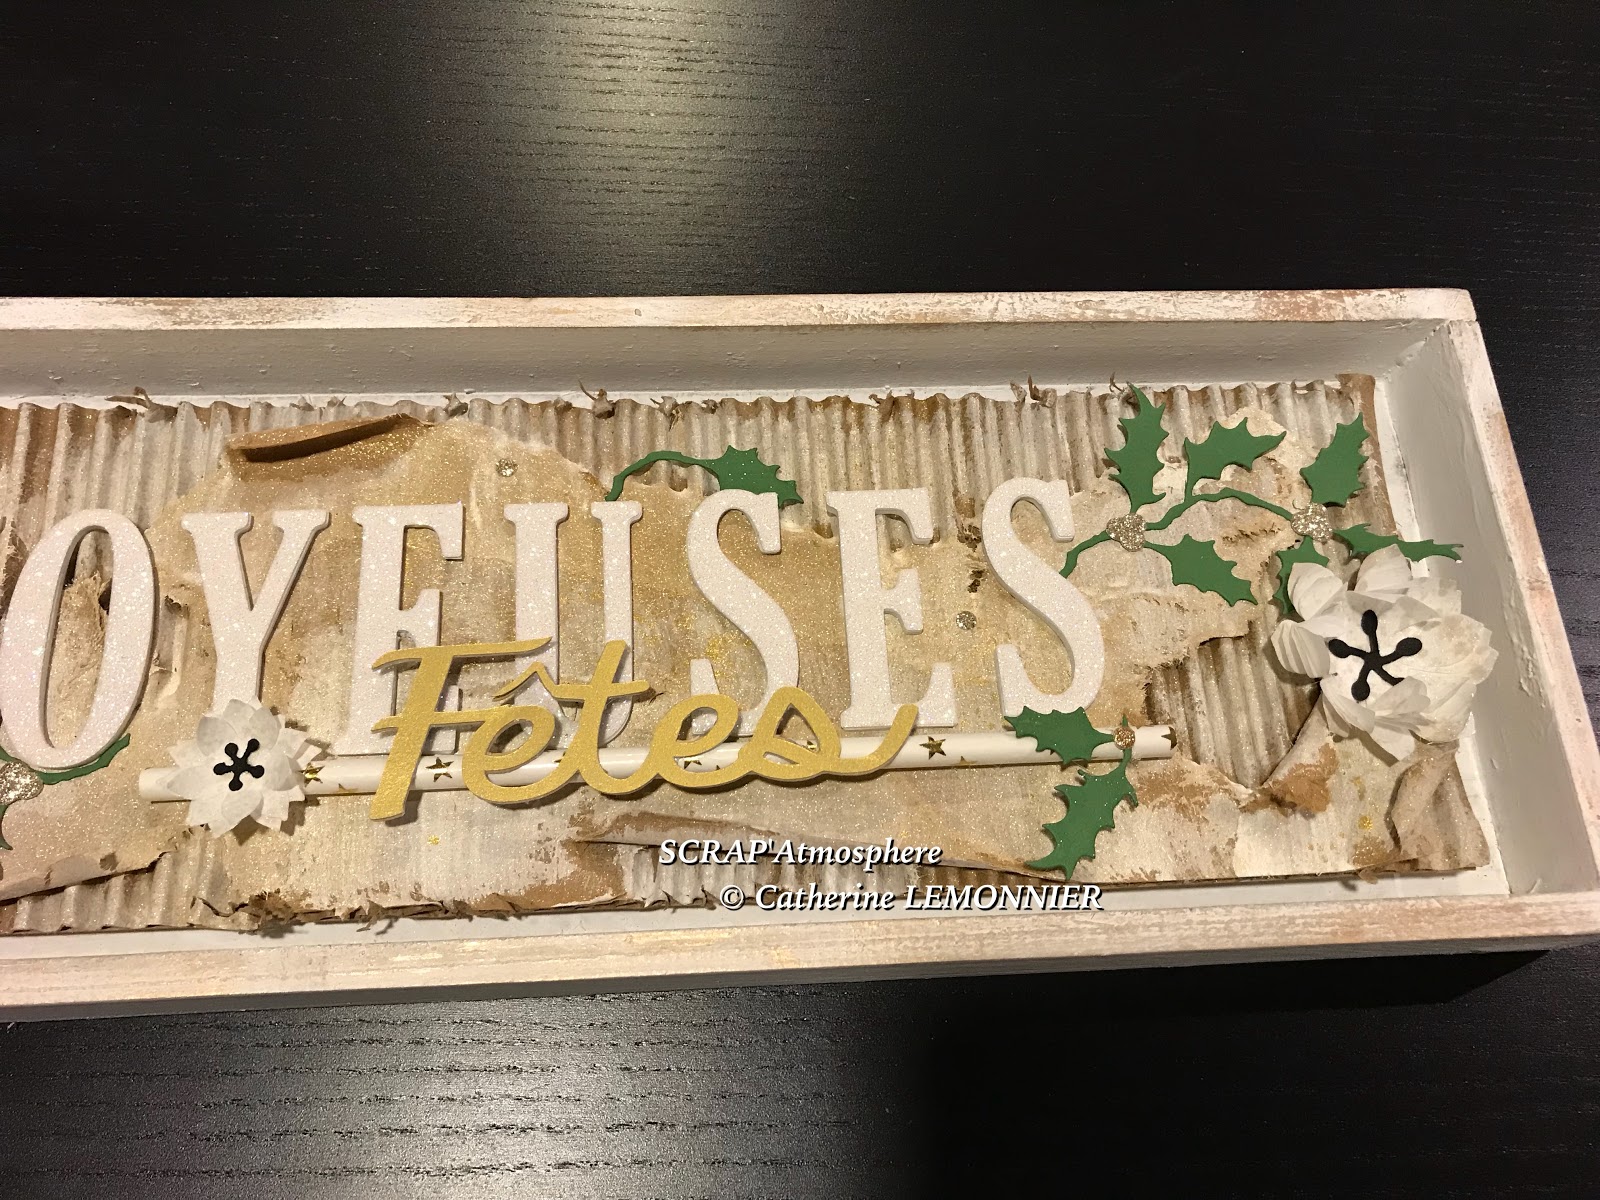 OYEUSES
Fêtes
SCRAP'Atmosphere
© Catherine LEMONNIER